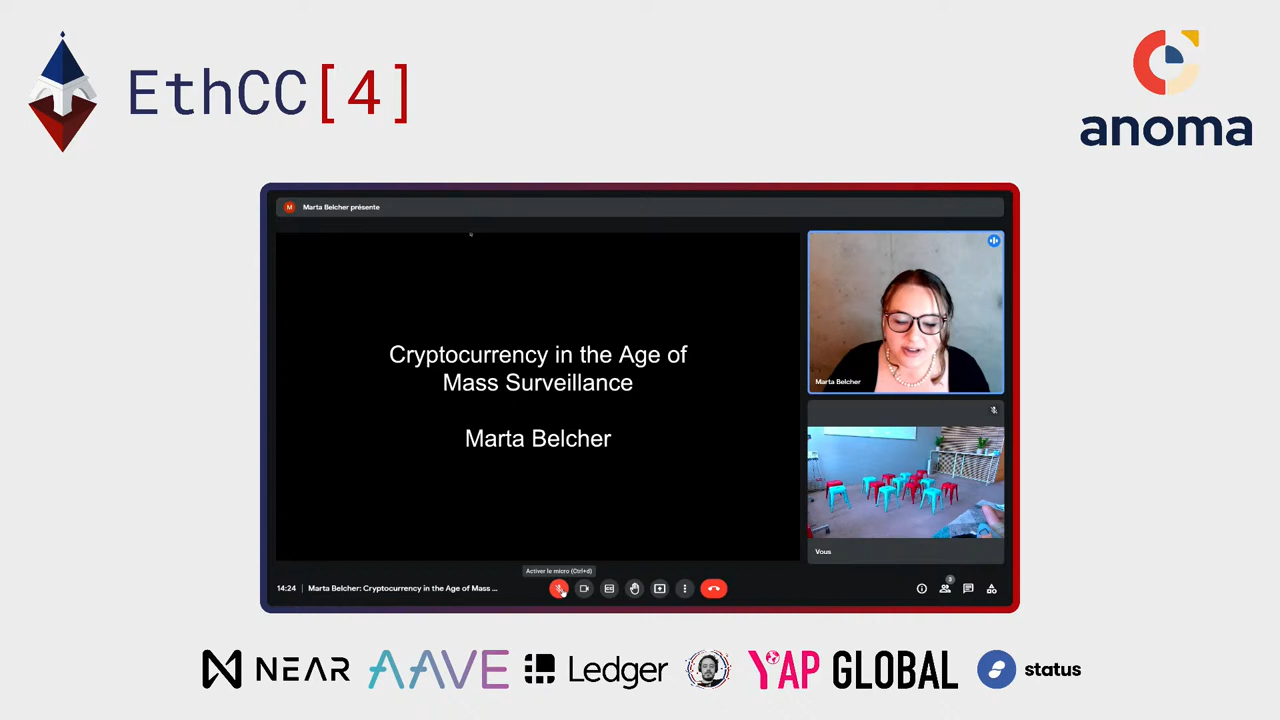 EthCC[4]
anoma
M
Marta Belcher présente
Cryptocurrency in the Age of
Mass Surveillance
Marta Belcher
Marta Belcher
Vous
Activer le micro (Ctrl+d)
14:24 | Marta Belcher: Cryptocurrency in the Age of Mass ...
3
NEAR
AAVE
Ledger
YAP GLOBAL
status